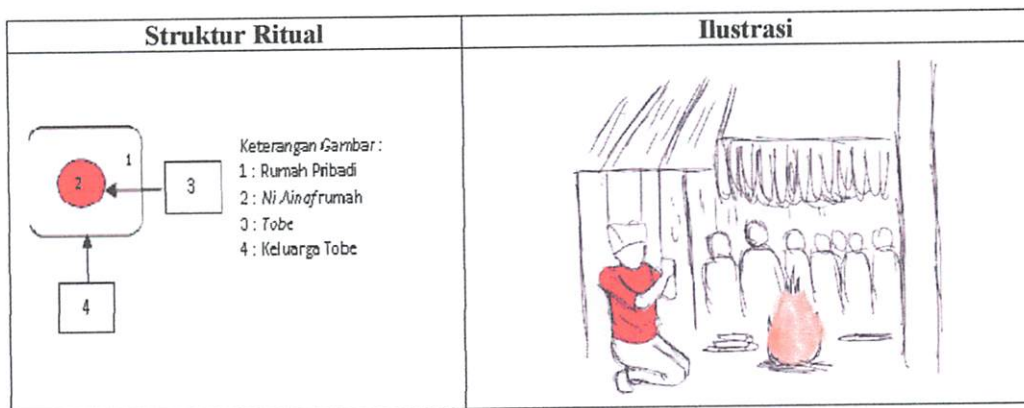 Struktur Ritual
Ilustrasi
1
2
3
4
Keterangan Gambar :
1 : Rumah Pribadi
2 : Ni Ainaf rumah
3 : Tobe
4 : Keluarga Tobe